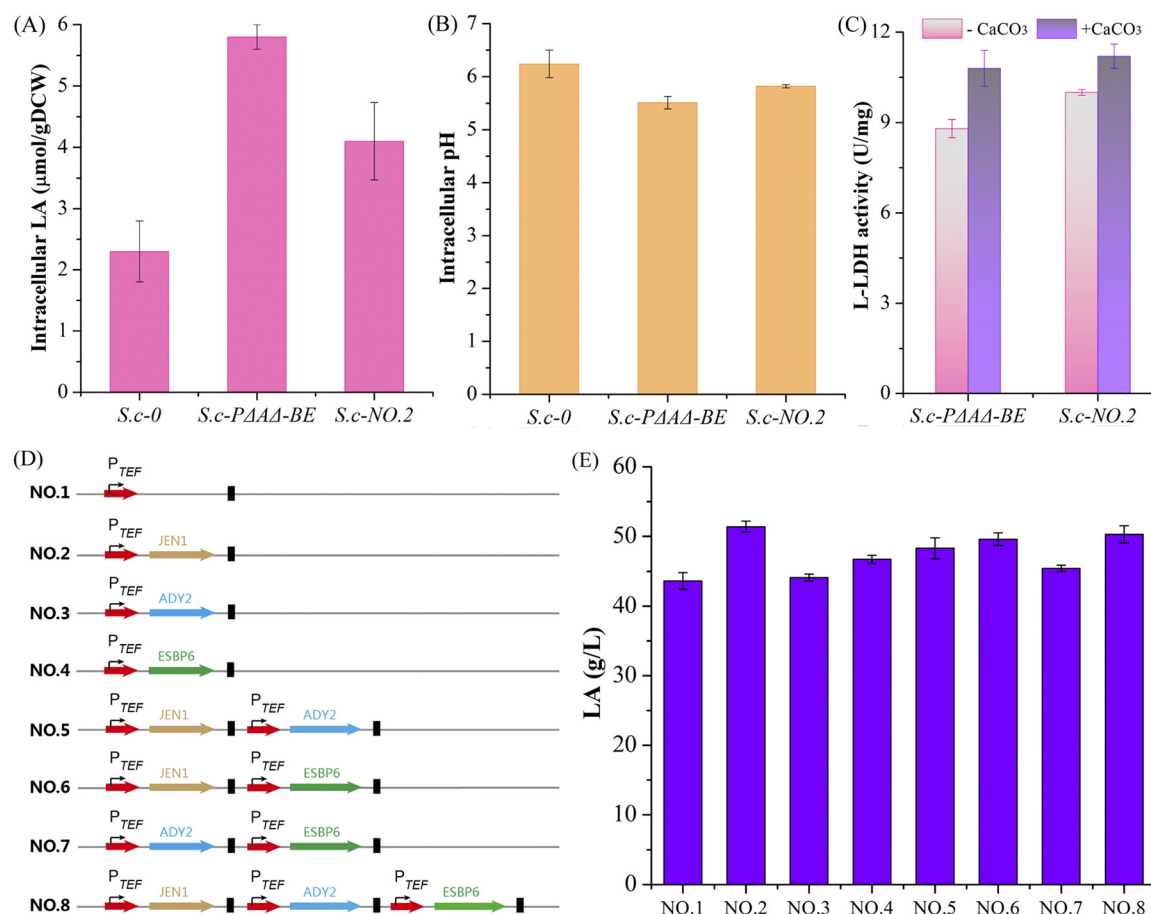 (A)
Intracellular LA (μmol/gDCW)
6
5
4
3
2
1
0
S.c-0 S.c-PΔAΔ-BE S.c-NO.2
(B)
Intracellular pH
7
6
5
4
3
2
1
0
S.c-0 S.c-PΔAΔ-BE S.c-NO.2
(C)
- CaCO3 +CaCO3
L-LDH activity (U/mg)
12
9
6
3
0
S.c-PΔAΔ-BE S.c-NO.2
(D)
PTEF
NO.1
PTEF JEN1
NO.2
PTEF ADY2
NO.3
PTEF ESBP6
NO.4
PTEF JEN1 PTEF ADY2
NO.5
PTEF JEN1 PTEF ESBP6
NO.6
PTEF ADY2 PTEF ESBP6
NO.7
PTEF JEN1 PTEF ADY2 PTEF ESBP6
NO.8
(E)
LA (g/L)
60
50
40
30
20
10
0
NO.1 NO.2 NO.3 NO.4 NO.5 NO.6 NO.7 NO.8